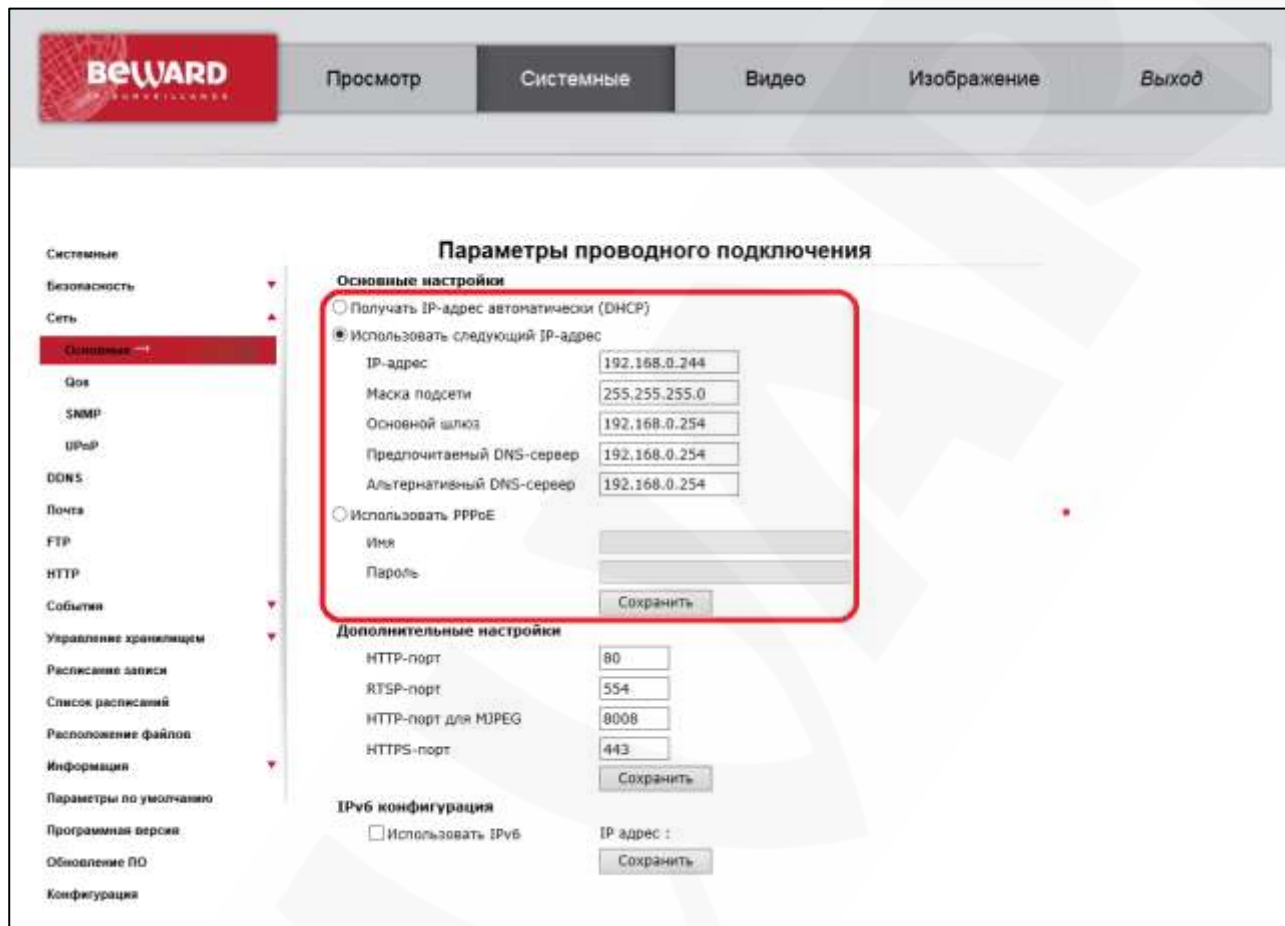 BEWARD
IP SURVEILLANCE
Просмотр
Системные
Видео
Изображение
Выход
Системные
Безопасность
Сеть
Основные
Qos
SNMP
UPnP
DDNS
Почта
FTP
HTTP
События
Управление хранилищем
Расписание записи
Список расписаний
Расположение файлов
Информация
Параметры по умолчанию
Программная версия
Обновление ПО
Конфигурация
Параметры проводного подключения
Основные настройки
Получать IP-адрес автоматически (DHCP)
Использовать следующий IP-адрес
IP-адрес 192.168.0.244
Маска подсети 255.255.255.0
Основной шлюз 192.168.0.254
Предпочитаемый DNS-сервер 192.168.0.254
Альтернативный DNS-сервер 192.168.0.254
Использовать PPPoE
Имя
Пароль
Сохранить
Дополнительные настройки
HTTP-порт 80
RTSP-порт 554
HTTP-порт для MJPEG 8008
HTTPS-порт 443
Сохранить
IPv6 конфигурация
Использовать IPv6 IP адрес :
Сохранить